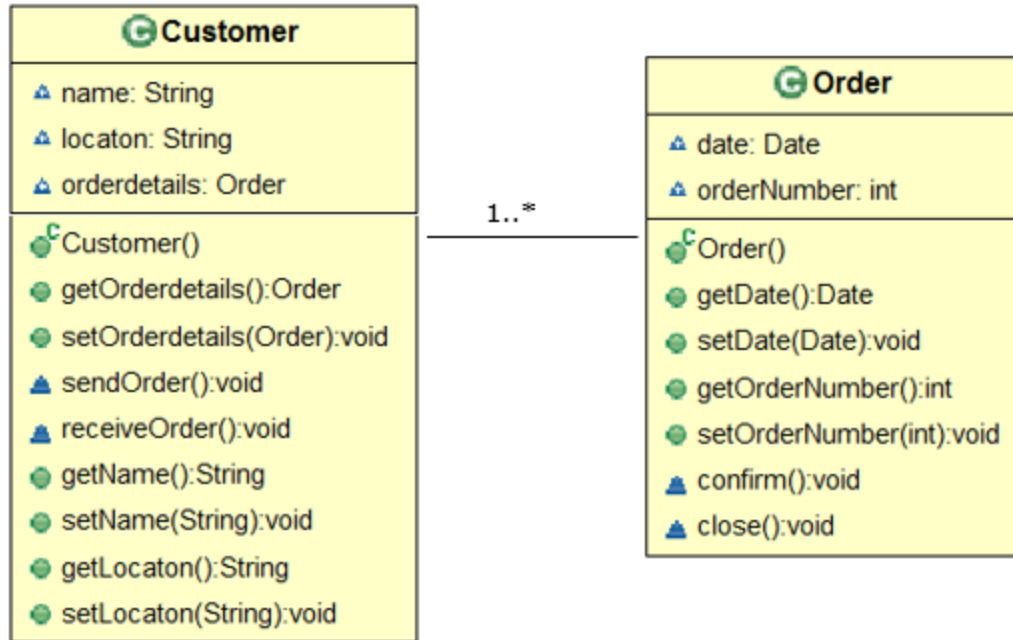 Customer
name: String
locaton: String
orderdetails: Order
Customer()
getOrderdetails():Order
setOrderdetails(Order):void
sendOrder():void
receiveOrder():void
getName():String
setName(String):void
getLocaton():String
setLocaton(String):void
1..*
Order
date: Date
orderNumber: int
Order()
getDate():Date
setDate(Date):void
getOrderNumber():int
setOrderNumber(int):void
confirm():void
close():void